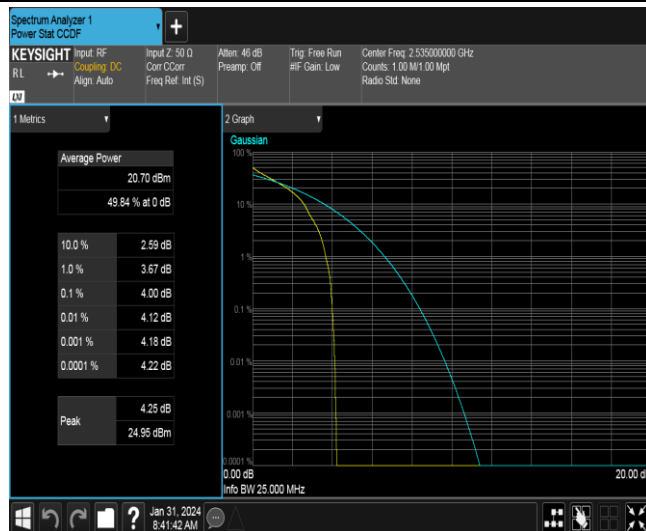 Spectrum Analyzer 1
Power Stat CCDF
+
KEYSIGHT
RL
Input: RF
Coupling: DC
Align: Auto
Input Z: 50 Ω
Corr CCorr
Freq Ref: Int (S)
Atten: 46 dB
Preamp: Off
Trig: Free Run
#IF Gain: Low
Center Freq: 2.535000000 GHz
Counts: 1.00 M/1.00 Mpt
Radio Std: None
1 Metrics
Average Power
20.70 dBm
49.84 % at 0 dB
10.0 % 2.59 dB
1.0 % 3.67 dB
0.1 % 4.00 dB
0.01 % 4.12 dB
0.001 % 4.18 dB
0.0001 % 4.22 dB
Peak
4.25 dB
24.95 dBm
2 Graph
Gaussian
100 %
10 %
1 %
0.1 %
0.01 %
0.001 %
0.0001 %
0.00 dB
20.00 d
Info BW 25.000 MHz
?
Jan 31, 2024
8:41:42 AM